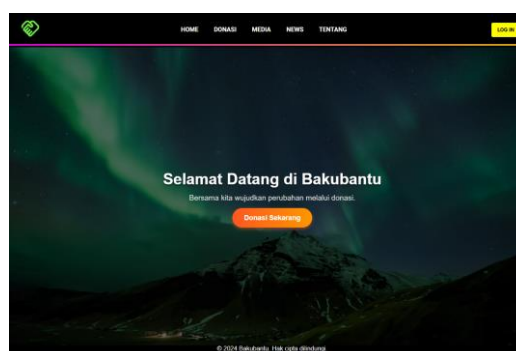 HOME DONASI MEDIA NEWS TENTANG LOG IN
Selamat Datang di Bakubantu
Bersama kita wujudkan perubahan melalui donasi.
Donasi Sekarang
© 2024 Bakubantu. Hak cipta dilindungi